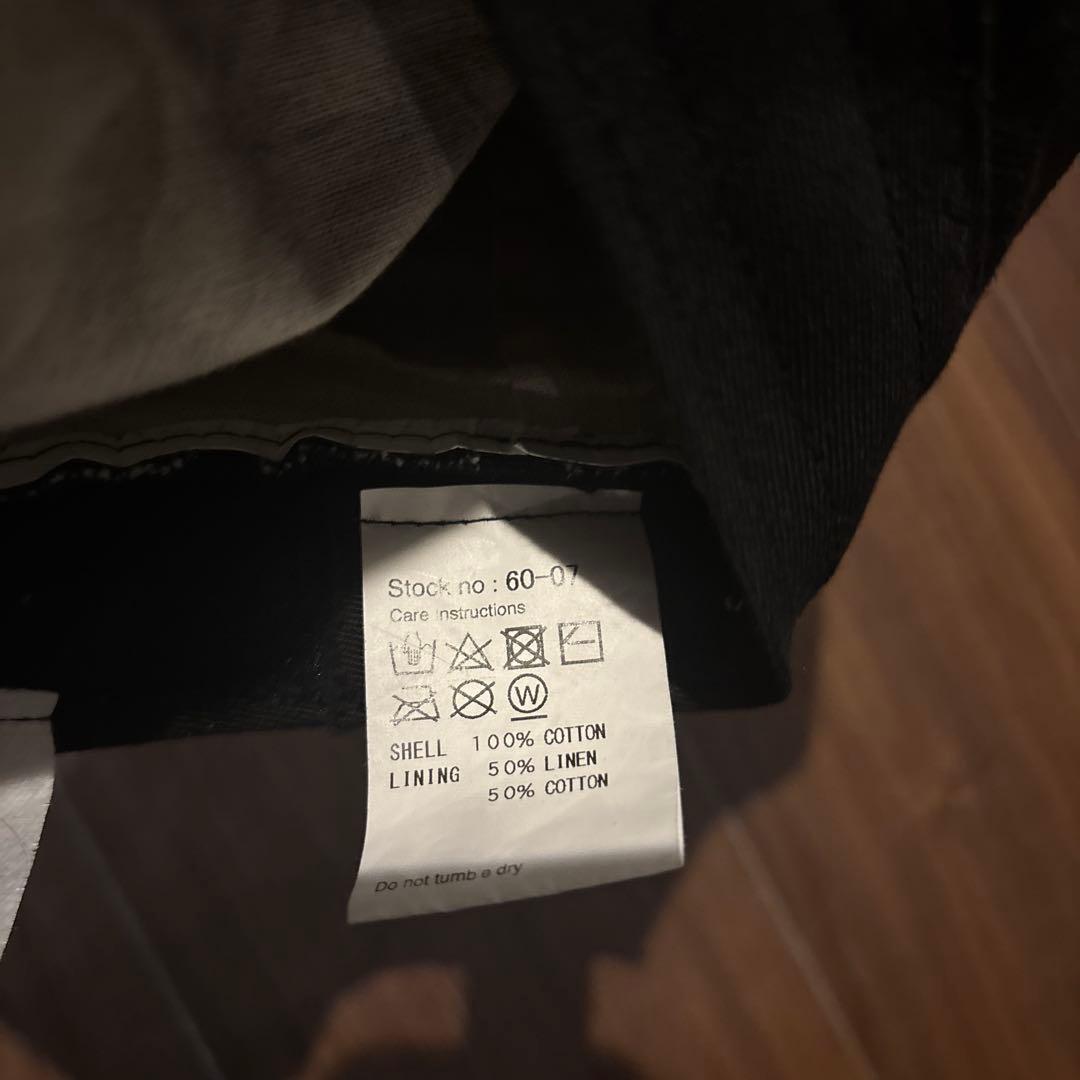 Stock no : 60-07
Care instructions
W
SHELL 100% COTTON
LINING 50% LINEN
50% COTTON
Do not tumble dry